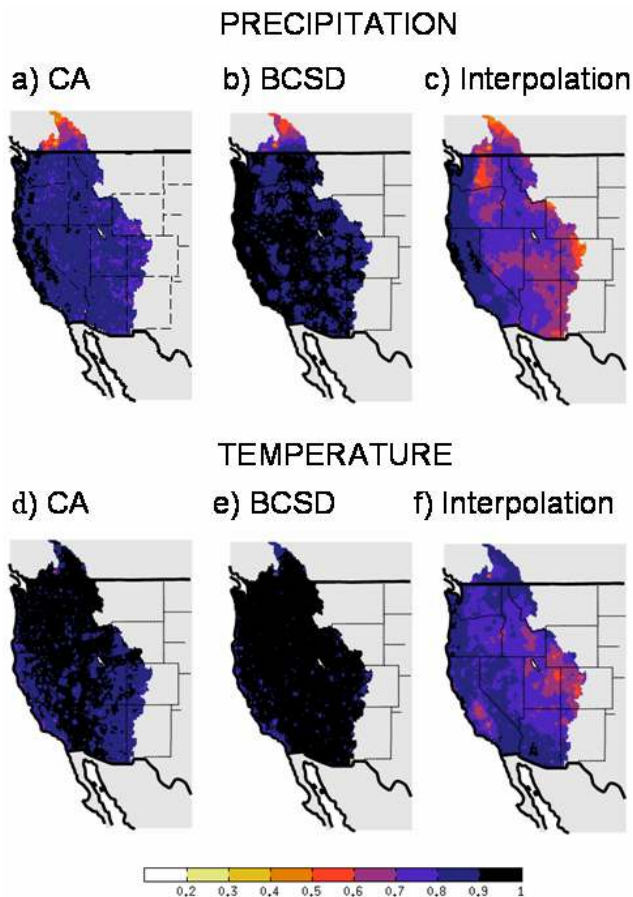 PRECIPITATION
a) CA b) BCSD c) Interpolation
TEMPERATURE
d) CA e) BCSD f) Interpolation
0.2 0.3 0.4 0.5 0.6 0.7 0.8 0.9 1